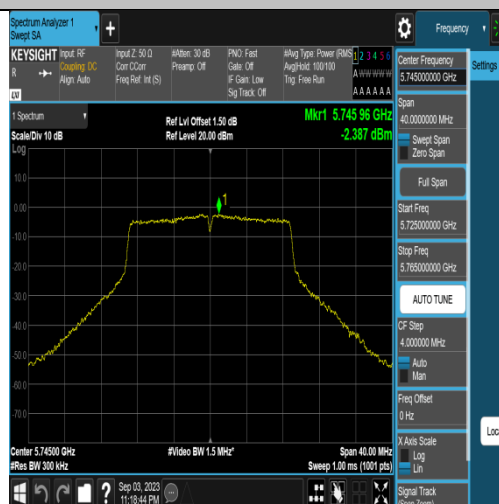 Spectrum Analyzer 1
Swept SA
+
Frequency
KEYSIGHT
R
Input: RF
Coupling: DC
Align: Auto
Input Z: 50 Ω
Corr CCorr
Freq Ref: Int (S)
#Atten: 30 dB
Preamp: Off
PNO: Fast
Gate: Off
IF Gain: Low
Sig Track: Off
#Avg Type: Power (RMS
Avg|Hold: 100/100
Trig: Free Run
1 2 3 4 5 6
A W W W W W
A A A A A A
1 Spectrum
Scale/Div 10 dB
Log
Ref Lvl Offset 1.50 dB
Ref Level 20.00 dBm
Mkr1 5.745 96 GHz
-2.387 dBm
10.0
0.00
-10.0
-20.0
-30.0
-40.0
-50.0
-60.0
-70.0
1
Center 5.74500 GHz
#Res BW 300 kHz
#Video BW 1.5 MHz*
Span 40.00 MHz
Sweep 1.00 ms (1001 pts)
Sep 03, 2023
11:18:44 PM
?
Center Frequency
5.745000000 GHz
Span
40.0000000 MHz
Swept Span
Zero Span
Full Span
Start Freq
5.725000000 GHz
Stop Freq
5.765000000 GHz
AUTO TUNE
CF Step
4.000000 MHz
Auto
Man
Freq Offset
0 Hz
X Axis Scale
Log
Lin
Signal Track
(Span Zoom)
Settings
Loc